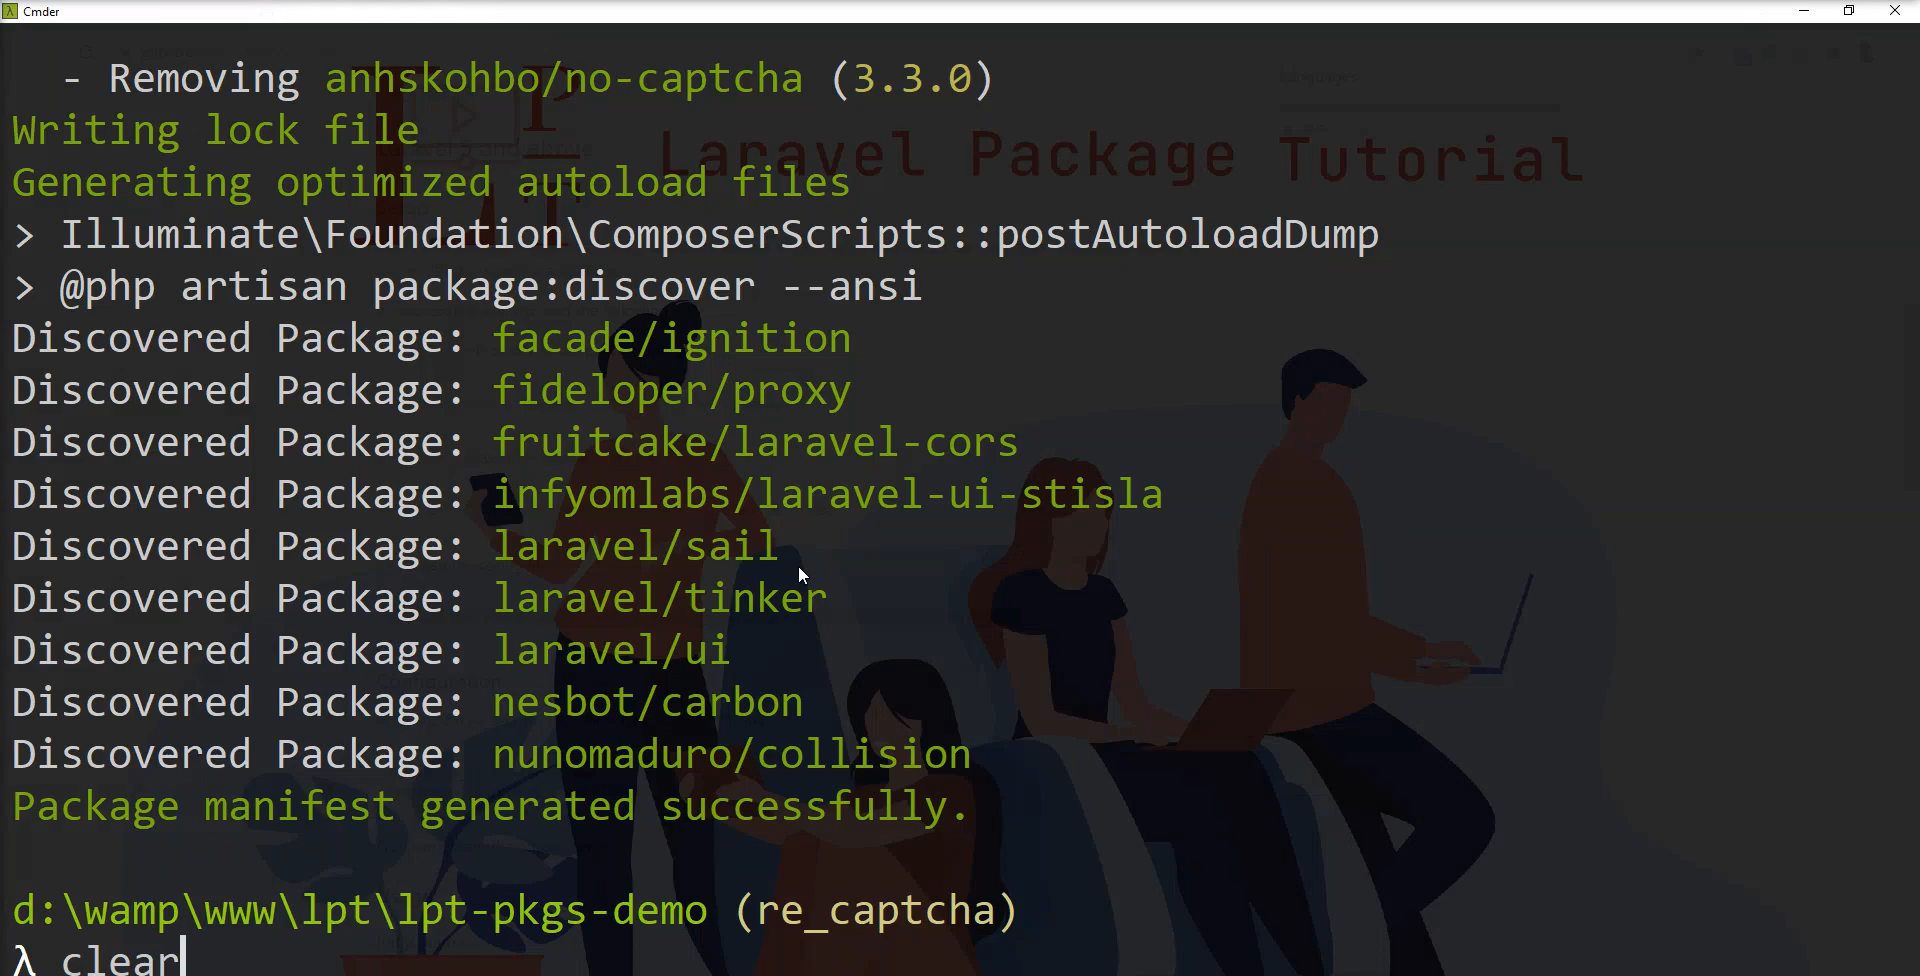 Cmder
- Removing anhskohbo/no-captcha (3.3.0)
Writing lock file
Generating optimized autoload files
> Illuminate\Foundation\ComposerScripts::postAutoloadDump
> @php artisan package:discover --ansi
Discovered Package: facade/ignition
Discovered Package: fideloper/proxy
Discovered Package: fruitcake/laravel-cors
Discovered Package: infyomlabs/laravel-ui-stisla
Discovered Package: laravel/sail
Discovered Package: laravel/tinker
Discovered Package: laravel/ui
Discovered Package: nesbot/carbon
Discovered Package: nunomaduro/collision
Package manifest generated successfully.
d:\wamp\www\lpt\lpt-pkgs-demo (re_captcha)
λ clear
Laravel Package Tutorial